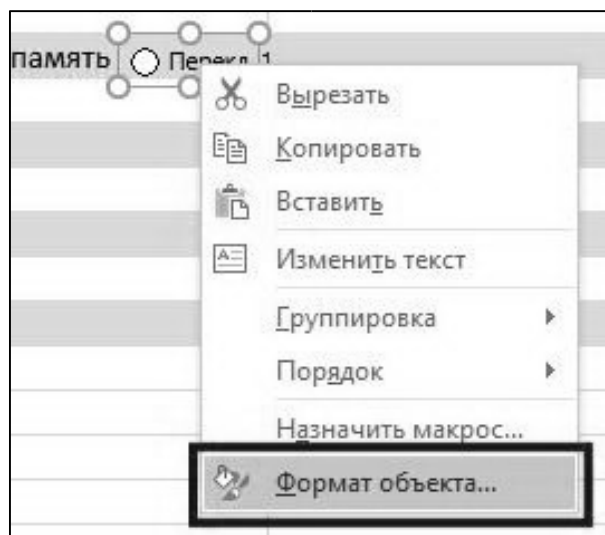 память
Перекл 1
Вырезать
Копировать
Вставить
Изменить текст
Группировка
Порядок
Назначить макрос...
Формат объекта...